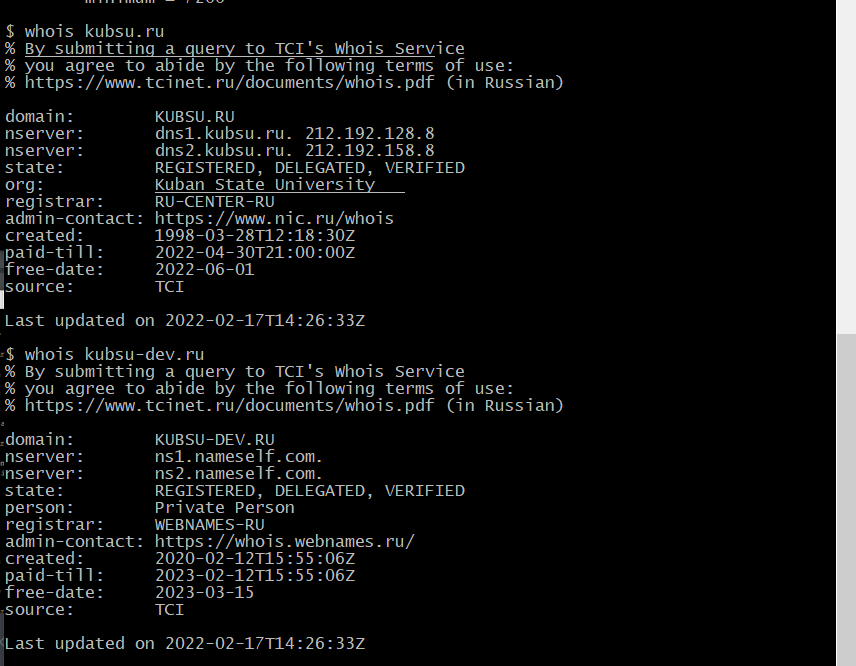 $ whois kubsu.ru
% By submitting a query to TCI's Whois Service
% you agree to abide by the following terms of use:
% https://www.tcinet.ru/documents/whois.pdf (in Russian)
domain: KUBSU.RU
nserver: dns1.kubsu.ru. 212.192.128.8
nserver: dns2.kubsu.ru. 212.192.158.8
state: REGISTERED, DELEGATED, VERIFIED
org: Kuban State University
registrar: RU-CENTER-RU
admin-contact: https://www.nic.ru/whois
created: 1998-03-28T12:18:30Z
paid-till: 2022-04-30T21:00:00Z
free-date: 2022-06-01
source: TCI
Last updated on 2022-02-17T14:26:33Z
$ whois kubsu-dev.ru
% By submitting a query to TCI's Whois Service
% you agree to abide by the following terms of use:
% https://www.tcinet.ru/documents/whois.pdf (in Russian)
domain: KUBSU-DEV.RU
nserver: ns1.nameself.com.
nserver: ns2.nameself.com.
state: REGISTERED, DELEGATED, VERIFIED
person: Private Person
registrar: WEBNAMES-RU
admin-contact: https://whois.webnames.ru/
created: 2020-02-12T15:55:06Z
paid-till: 2023-02-12T15:55:06Z
free-date: 2023-03-15
source: TCI
Last updated on 2022-02-17T14:26:33Z